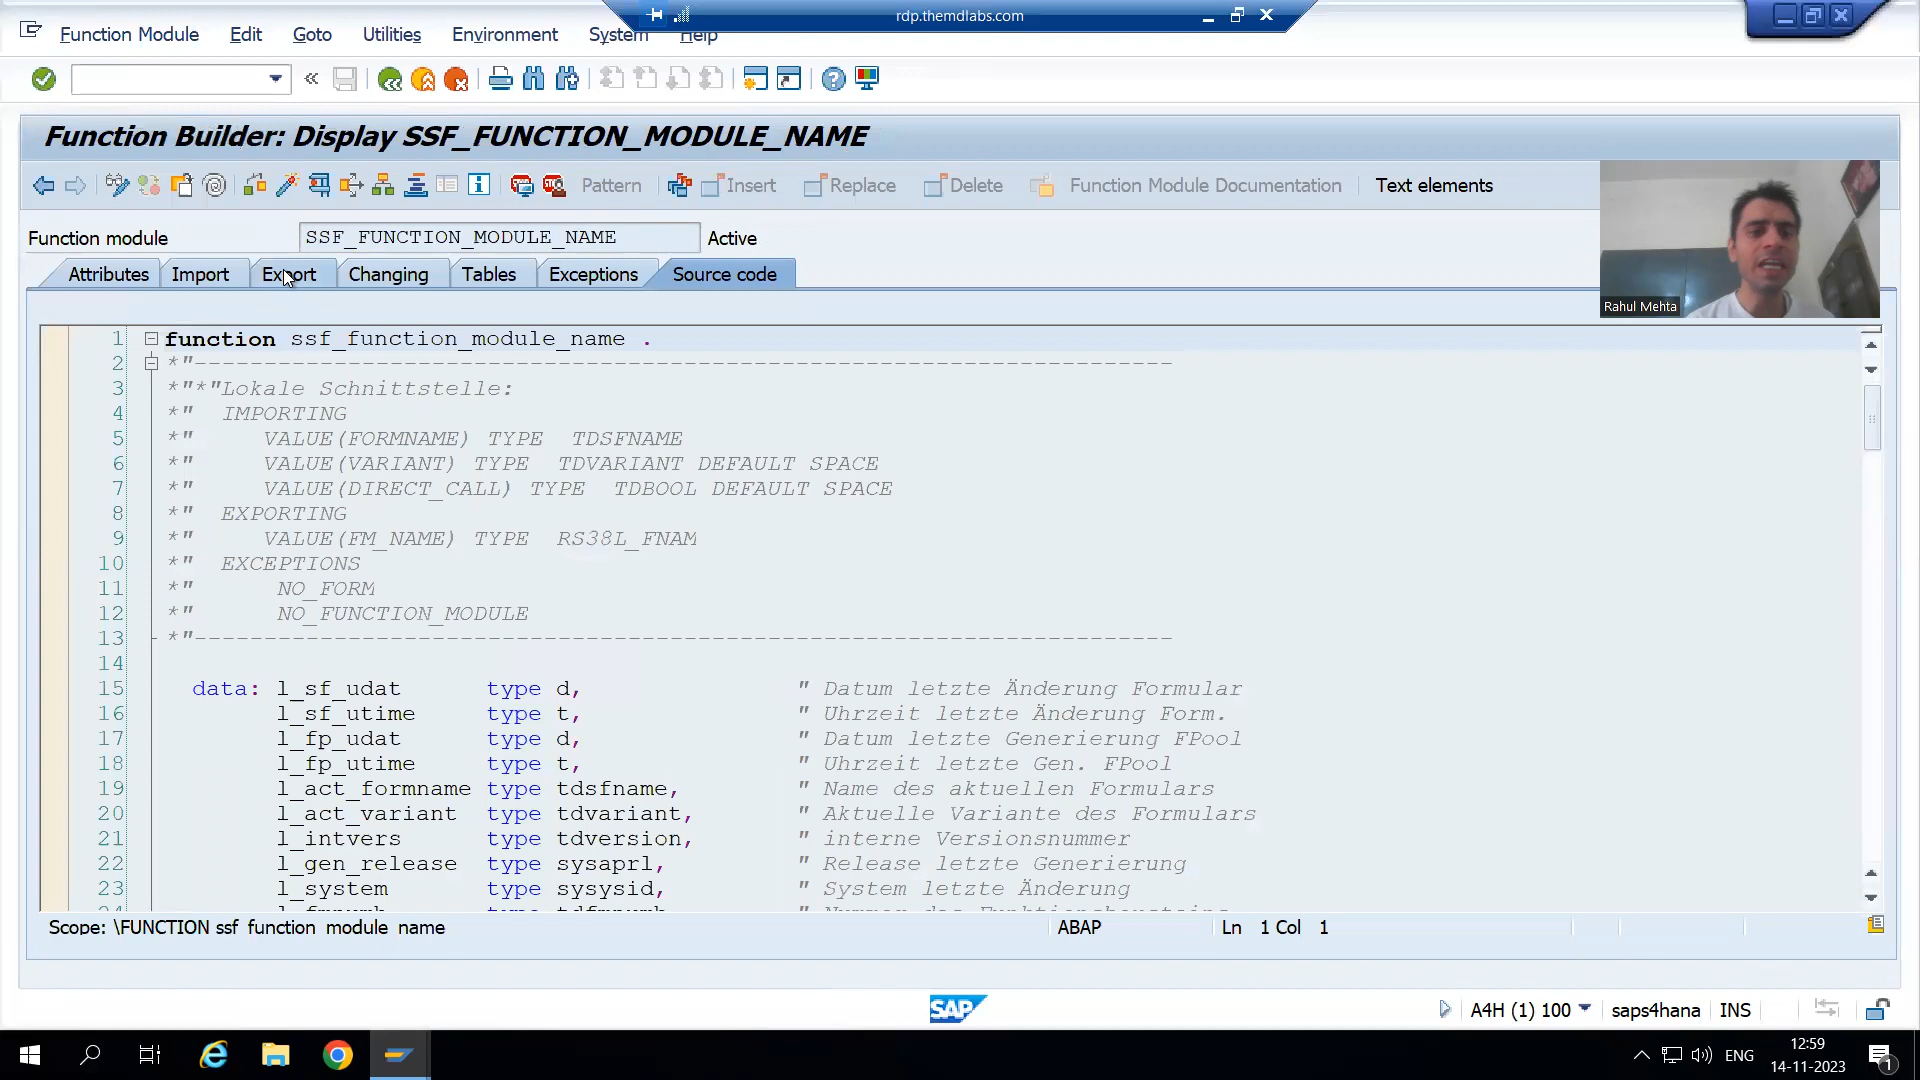 rdp.themdlabs.com
Function Module Edit Goto Utilities Environment System Help
Function Builder: Display SSF_FUNCTION_MODULE_NAME
Pattern Insert Replace Delete Function Module Documentation Text elements
Function module SSF_FUNCTION_MODULE_NAME Active
Attributes Import Export Changing Tables Exceptions Source code
Rahul Mehta
1 function ssf_function_module_name .
2 *"----------------------------------------------------------------------
3 *"*"Lokale Schnittstelle:
4 *" IMPORTING
5 *" VALUE(FORMNAME) TYPE TDSFNAME
6 *" VALUE(VARIANT) TYPE TDVARIANT DEFAULT SPACE
7 *" VALUE(DIRECT_CALL) TYPE TDBOOL DEFAULT SPACE
8 *" EXPORTING
9 *" VALUE(FM_NAME) TYPE RS38L_FNAM
10 *" EXCEPTIONS
11 *" NO_FORM
12 *" NO_FUNCTION_MODULE
13 *"----------------------------------------------------------------------
14
15 data: l_sf_udat type d, " Datum letzte Änderung Formular
16 l_sf_utime type t, " Uhrzeit letzte Änderung Form.
17 l_fp_udat type d, " Datum letzte Generierung FPool
18 l_fp_utime type t, " Uhrzeit letzte Gen. FPool
19 l_act_formname type tdsfname, " Name des aktuellen Formulars
20 l_act_variant type tdvariant, " Aktuelle Variante des Formulars
21 l_intvers type tdversion, " interne Versionsnummer
22 l_gen_release type sysaprl, " Release letzte Generierung
23 l_system type sysysid, " System letzte Änderung
Scope: \FUNCTION ssf_function_module_name ABAP Ln 1 Col 1
SAP A4H (1) 100 saps4hana INS
ENG 12:59
14-11-2023 1